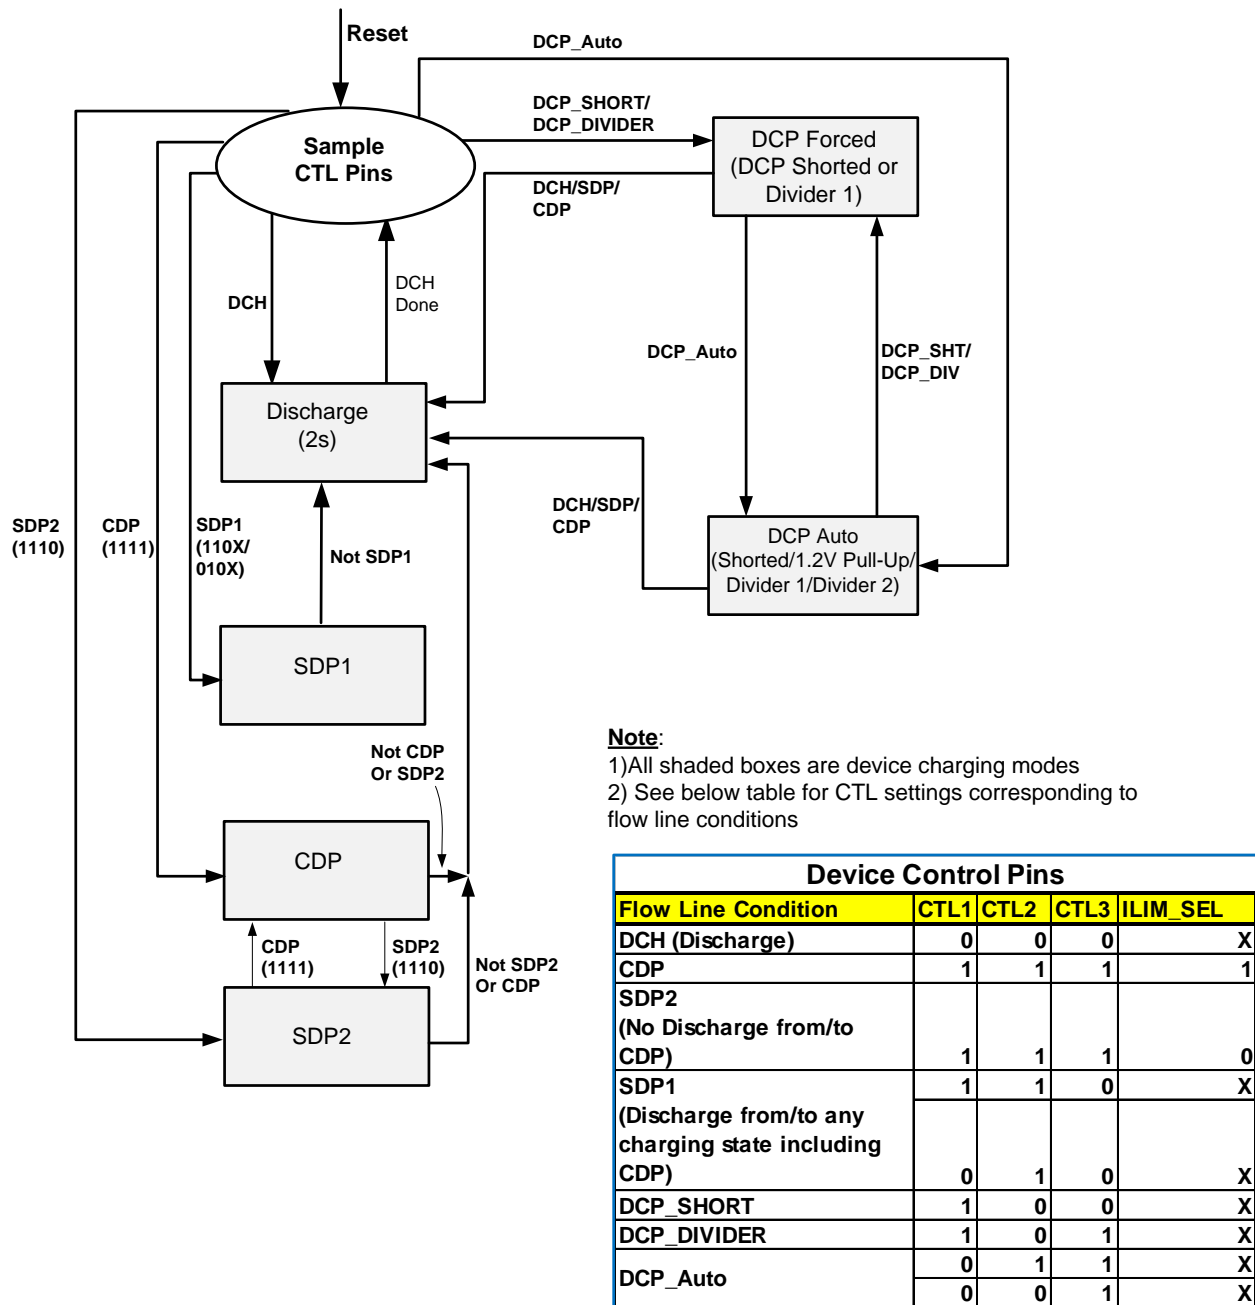 Reset
DCP_Auto
DCP_SHORT/
DCP_DIVIDER
Sample
CTL Pins
DCP Forced
(DCP Shorted or
Divider 1)
DCH/SDP/
CDP
DCH
DCH
Done
DCP_Auto
DCP_SHT/
DCP_DIV
Discharge
(2s)
SDP2
(1110)
CDP
(1111)
SDP1
(110X/
010X)
Not SDP1
DCH/SDP/
CDP
DCP Auto
(Shorted/1.2V Pull-Up/
Divider 1/Divider 2)
SDP1
Not CDP
Or SDP2
CDP
CDP
(1111)
SDP2
(1110)
Not SDP2
Or CDP
SDP2
Note:
1)All shaded boxes are device charging modes
2) See below table for CTL settings corresponding to
flow line conditions
Device Control Pins
Flow Line Condition CTL1 CTL2 CTL3 ILIM_SEL
DCH (Discharge) 0 0 0 X
CDP 1 1 1 1
SDP2
(No Discharge from/to
CDP) 1 1 1 0
SDP1 1 1 0 X
(Discharge from/to any
charging state including
CDP) 0 1 0 X
DCP_SHORT 1 0 0 X
DCP_DIVIDER 1 0 1 X
DCP_Auto 0 1 1 X
0 0 1 X